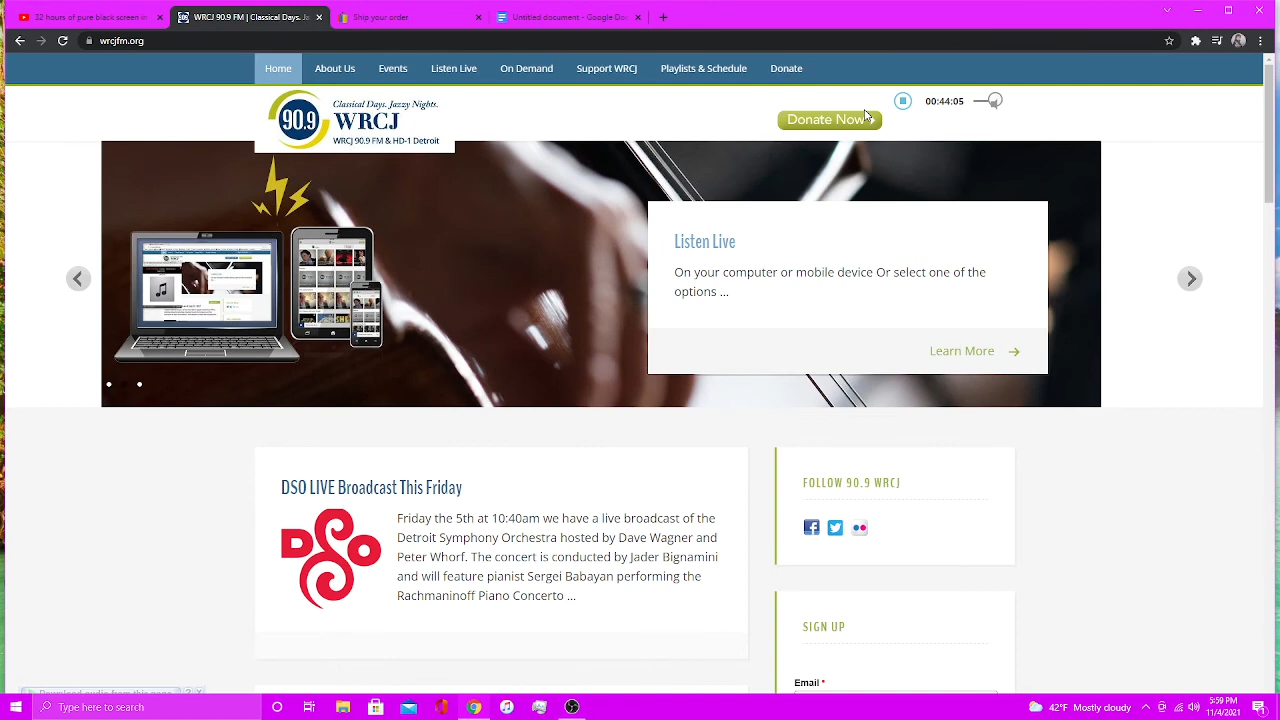 32 hours of pure black screen in
WRCJ 90.9 FM | Classical Days. Ja
Ship your order
Untitled document - Google Doc
wrcjfm.org
Home About Us Events Listen Live On Demand Support WRCJ Playlists & Schedule Donate
90.9 Classical Days. Jazzy Nights.
WRCJ
WRCJ 90.9 FM & HD-1 Detroit
Donate Now
00:44:05
Listen Live
On your computer or mobile device Or select one of the
options ...
Learn More
DSO LIVE Broadcast This Friday
DSO
Friday the 5th at 10:40am we have a live broadcast of the
Detroit Symphony Orchestra hosted by Dave Wagner and
Peter Whorf. The concert is conducted by Jader Bignamini
and will feature pianist Sergei Babayan performing the
Rachmaninoff Piano Concerto ...
FOLLOW 90.9 WRCJ
SIGN UP
Email *
Download audio from this page ? x
Type here to search
42°F Mostly cloudy
5:59 PM
11/4/2021